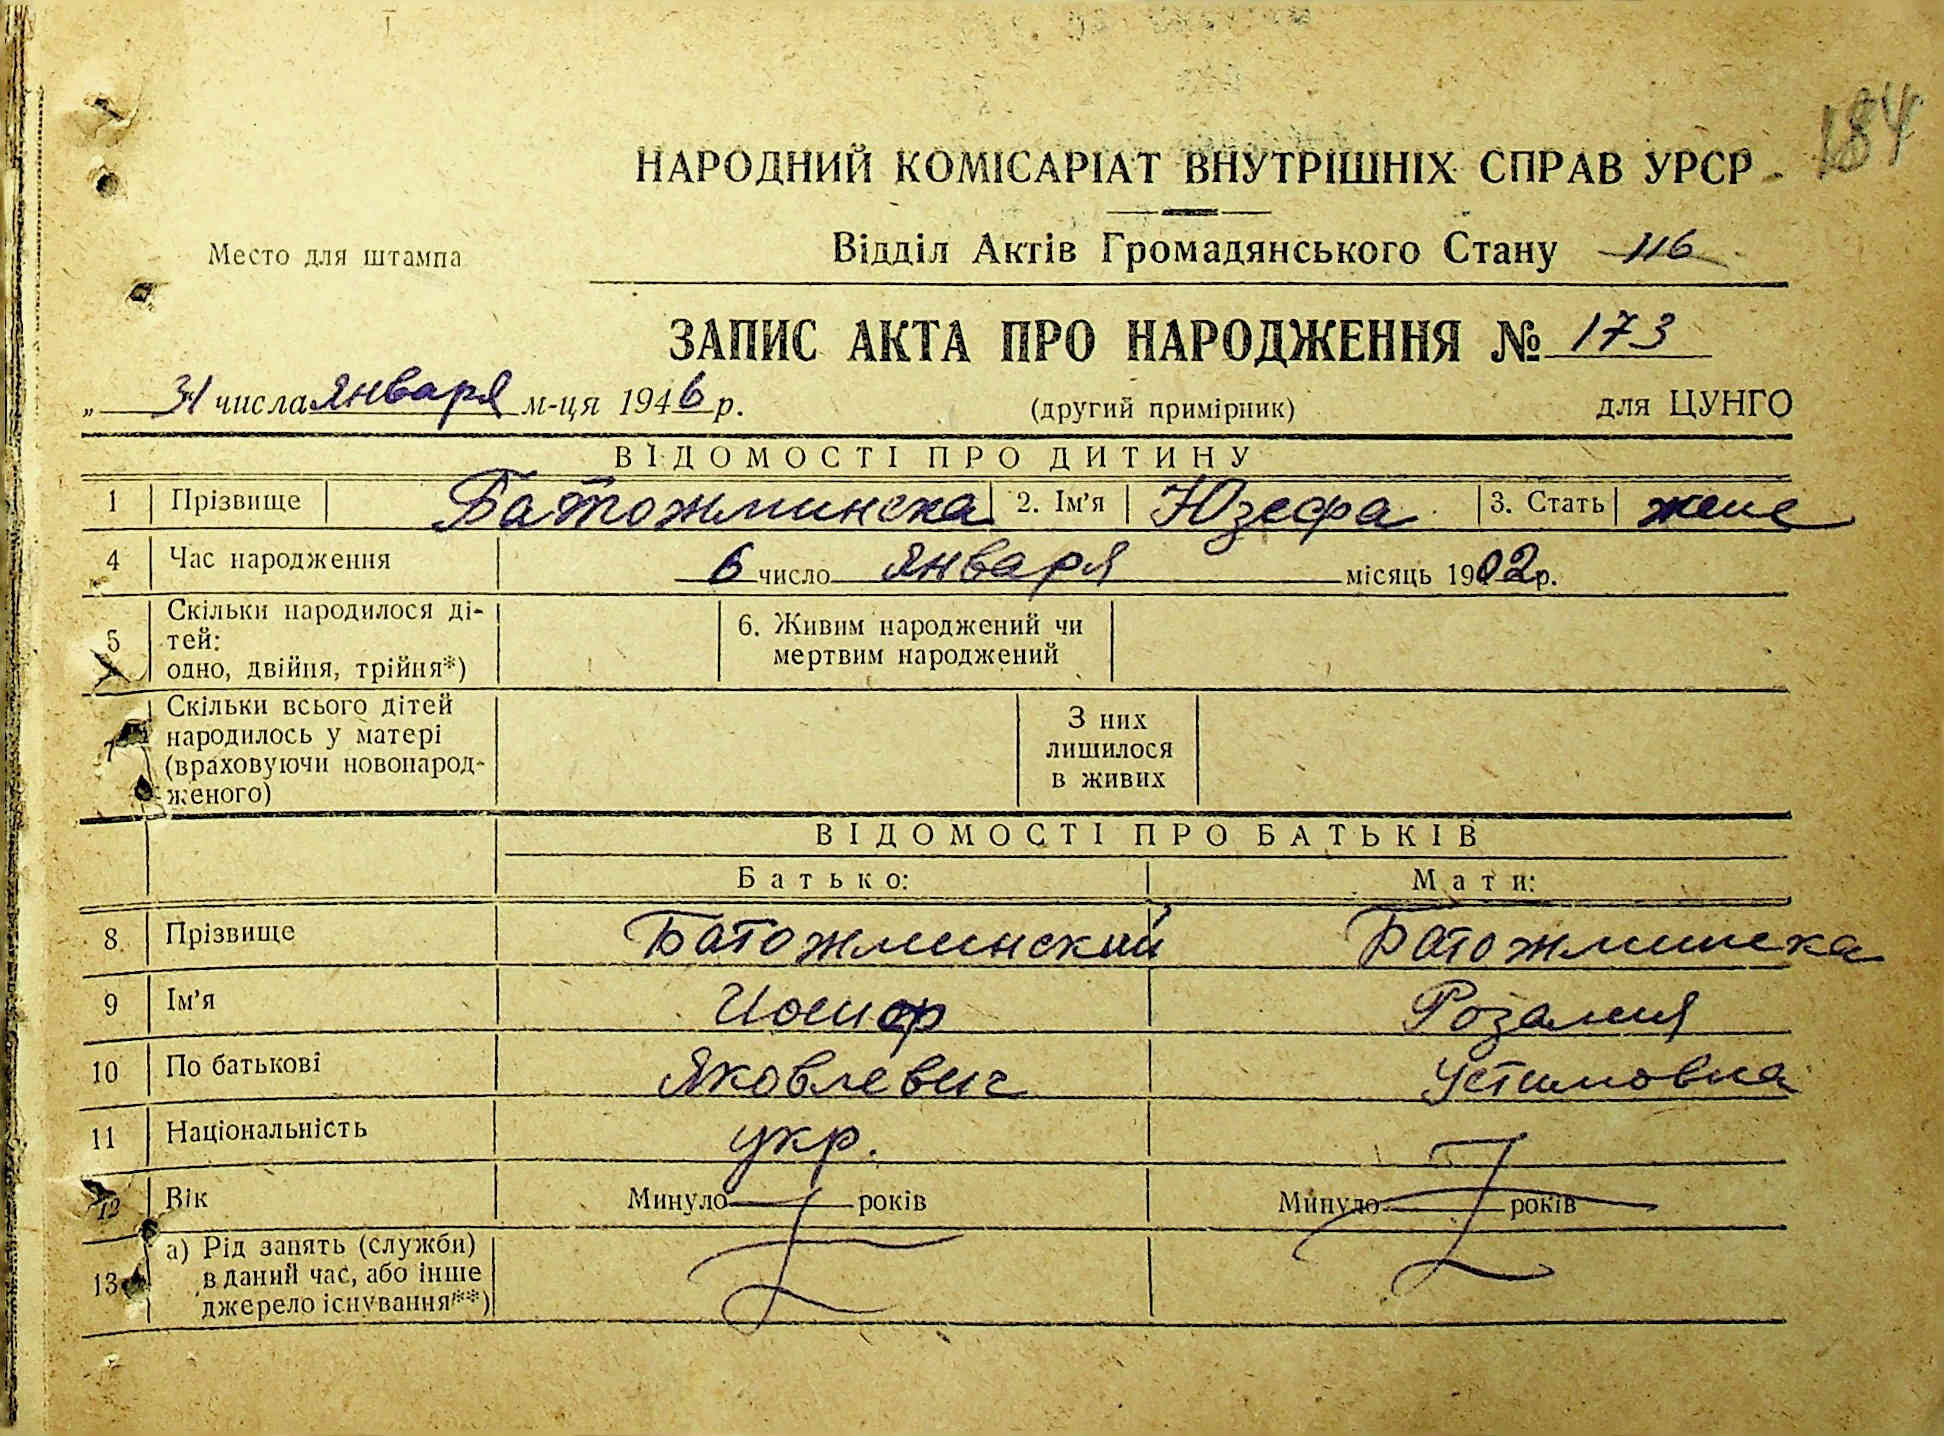 184
НАРОДНИЙ КОМІСАРІАТ ВНУТРІШНІХ СПРАВ УРСР
Место для штампа
Відділ Актів Громадянського Стану 116
ЗАПИС АКТА ПРО НАРОДЖЕННЯ № 173
„ 31 числа января м-ця 1946 р.
(другий примірник)
для ЦУНГО
ВІДОМОСТІ ПРО ДИТИНУ
1 Прізвище Батожминска 2. Ім'я Юзефа 3. Стать жене
4 Час народження 6 число января місяць 1902 р.
5 Скільки народилося ді-
тей:
одно, двійня, трійня*)
6. Живим народжений чи
мертвим народжений
7 Скільки всього дітей
народилось у матері
(враховуючи новонарод-
женого)
З них
лишилося
в живих
ВІДОМОСТІ ПРО БАТЬКІВ
Батько: Мати:
8 Прізвище Батожминский Батожминска
9 Ім'я Иосиф Розалия
10 По батькові Яковлевич Устимовна
11 Національність укр.
12 Вік Минуло років Минуло років
13 а) Рід занять (служби)
в даний час, або інше
джерело існування**)